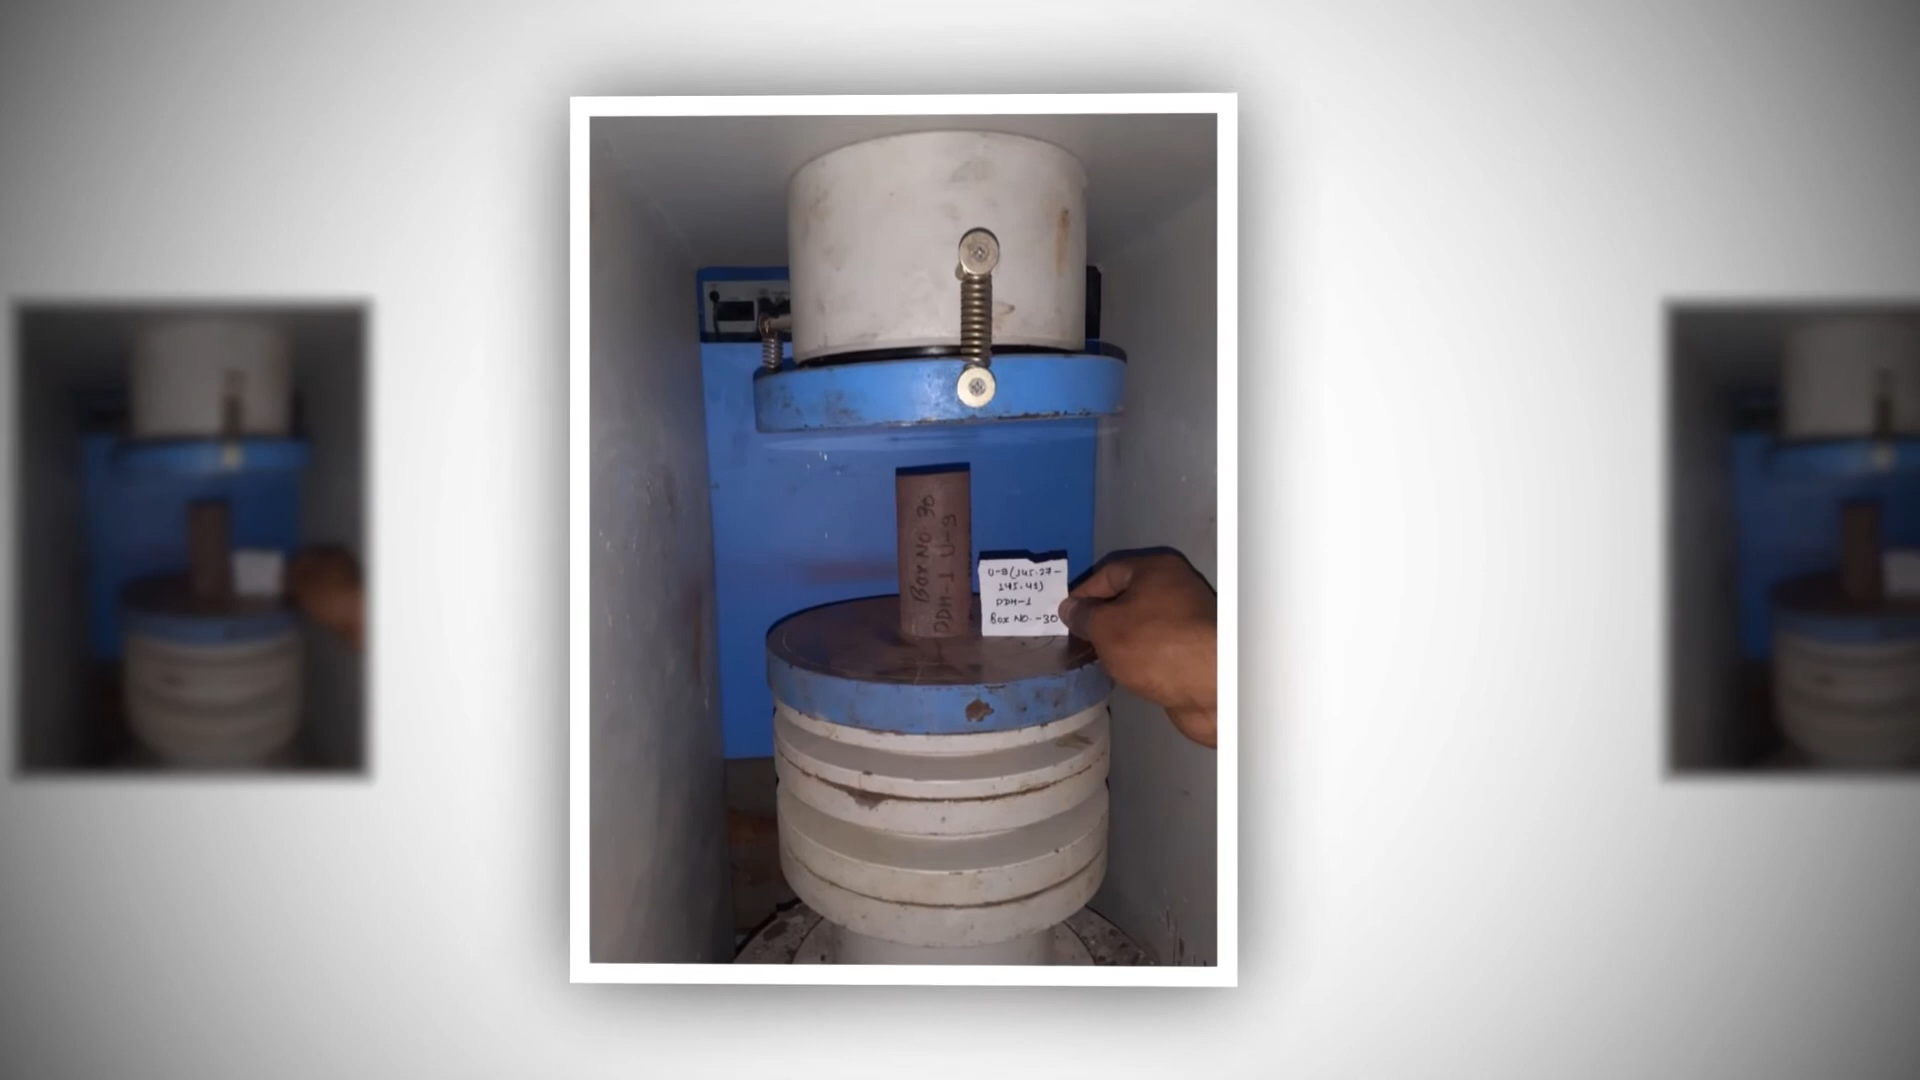 Box NO. 30
DDH-1 U-9
U-9(145.27-
145.41)
DDH-1
Box NO.-30